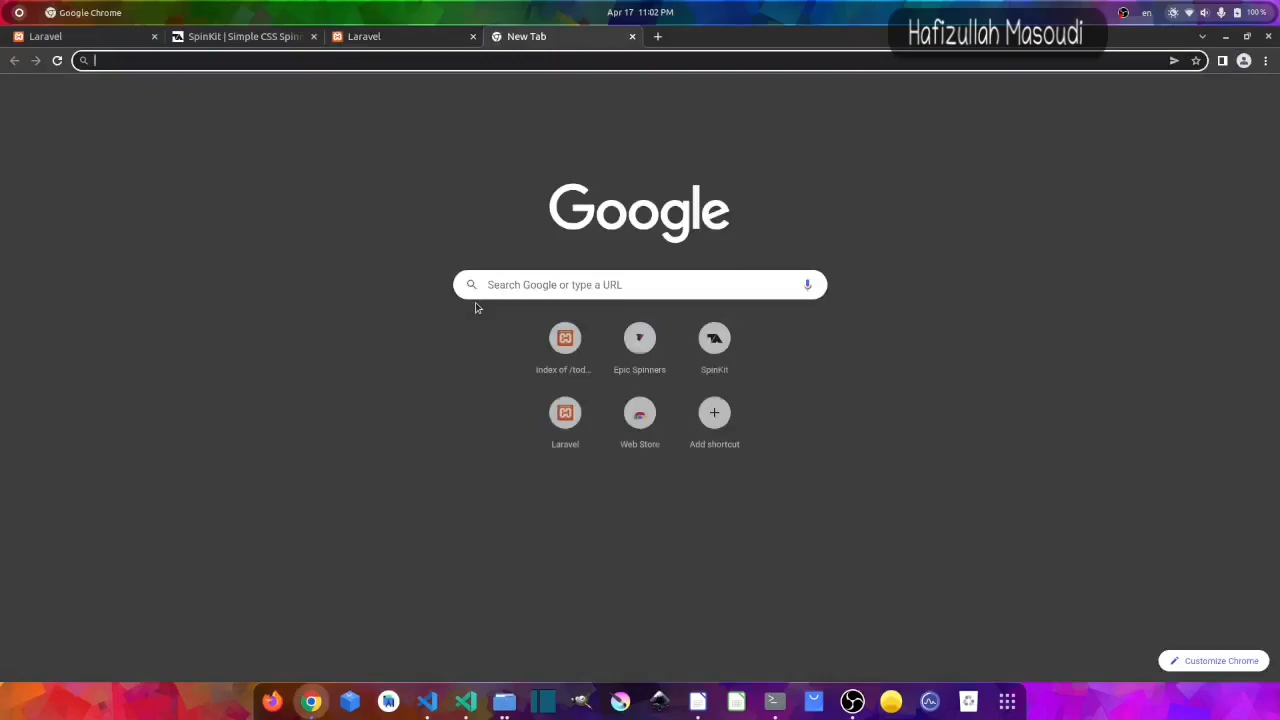 Google Chrome
Apr 17 11:02 PM
en
100 %
Laravel
SpinKit | Simple CSS Spin
Laravel
New Tab
Hafizullah Masoudi
Google
Search Google or type a URL
Index of /tod...
Epic Spinners
SpinKit
Laravel
Web Store
Add shortcut
Customize Chrome